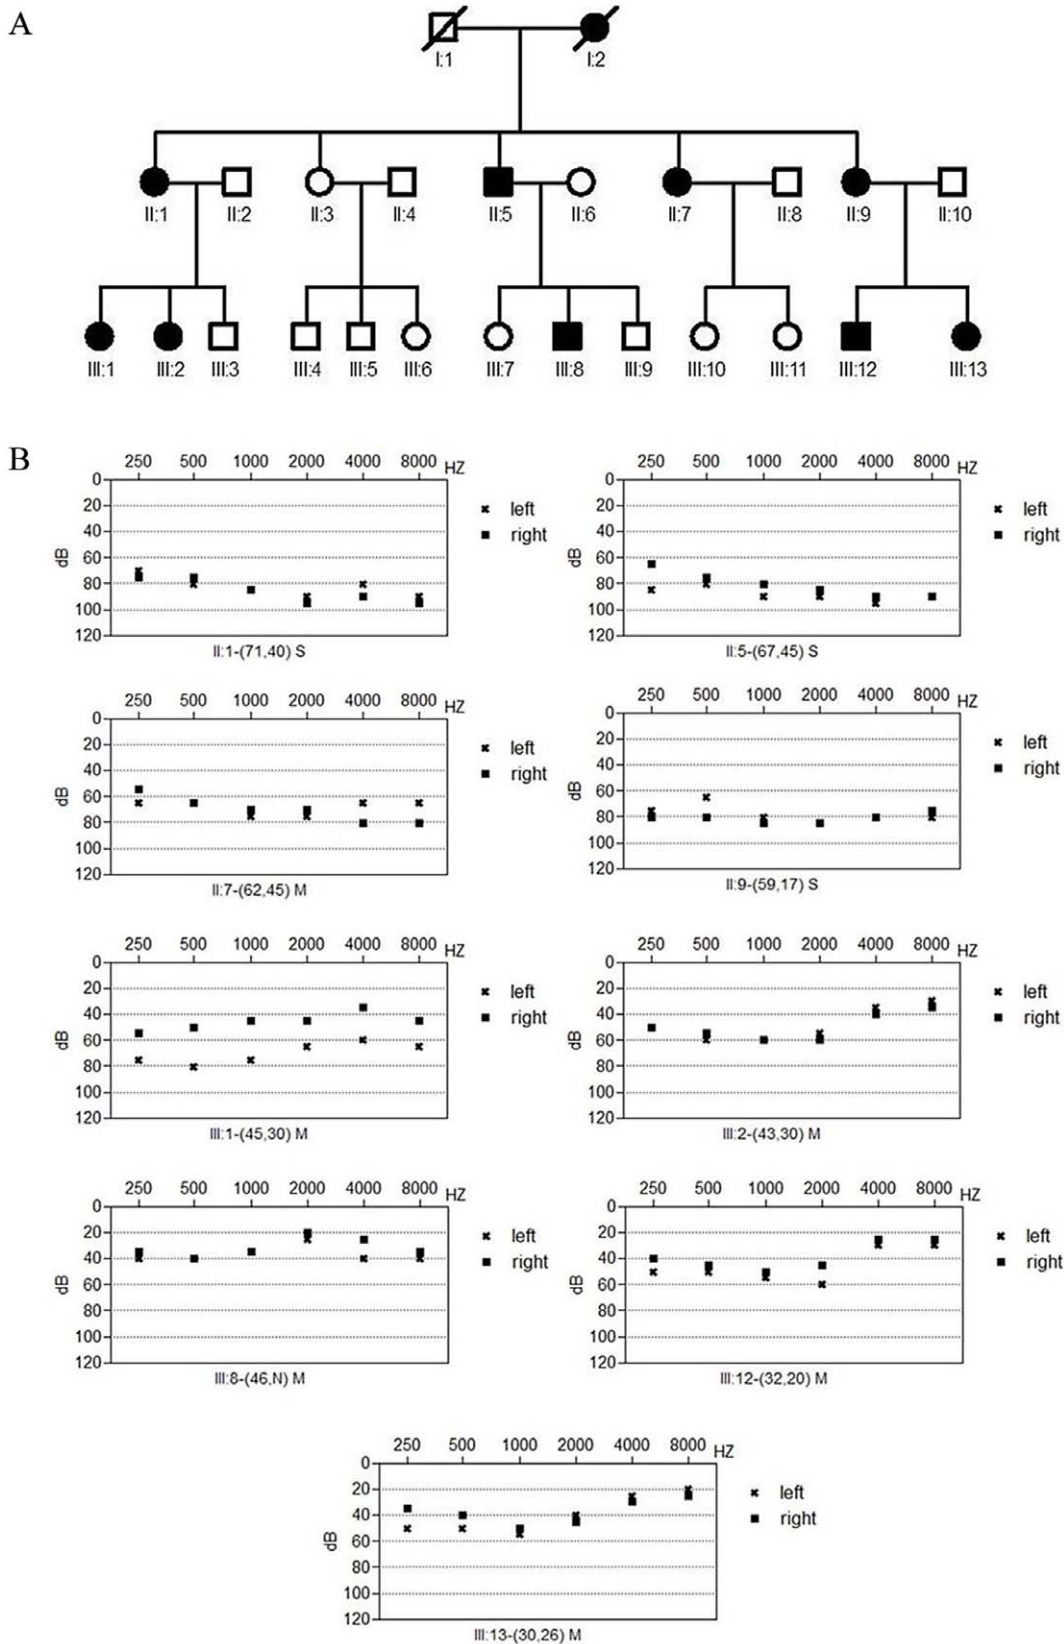 A
I:1 I:2
II:1 II:2 II:3 II:4 II:5 II:6 II:7 II:8 II:9 II:10
III:1 III:2 III:3 III:4 III:5 III:6 III:7 III:8 III:9 III:10 III:11 III:12 III:13
B
250 500 1000 2000 4000 8000 HZ
0
20
40
60
80
100
120
dB
left
right
II:1-(71,40) S
250 500 1000 2000 4000 8000 HZ
0
20
40
60
80
100
120
dB
left
right
II:5-(67,45) S
250 500 1000 2000 4000 8000 HZ
0
20
40
60
80
100
120
dB
left
right
II:7-(62,45) M
250 500 1000 2000 4000 8000 HZ
0
20
40
60
80
100
120
dB
left
right
II:9-(59,17) S
250 500 1000 2000 4000 8000 HZ
0
20
40
60
80
100
120
dB
left
right
III:1-(45,30) M
250 500 1000 2000 4000 8000 HZ
0
20
40
60
80
100
120
dB
left
right
III:2-(43,30) M
250 500 1000 2000 4000 8000 HZ
0
20
40
60
80
100
120
dB
left
right
III:8-(46,N) M
250 500 1000 2000 4000 8000 HZ
0
20
40
60
80
100
120
dB
left
right
III:12-(32,20) M
250 500 1000 2000 4000 8000 HZ
0
20
40
60
80
100
120
dB
left
right
III:13-(30,26) M